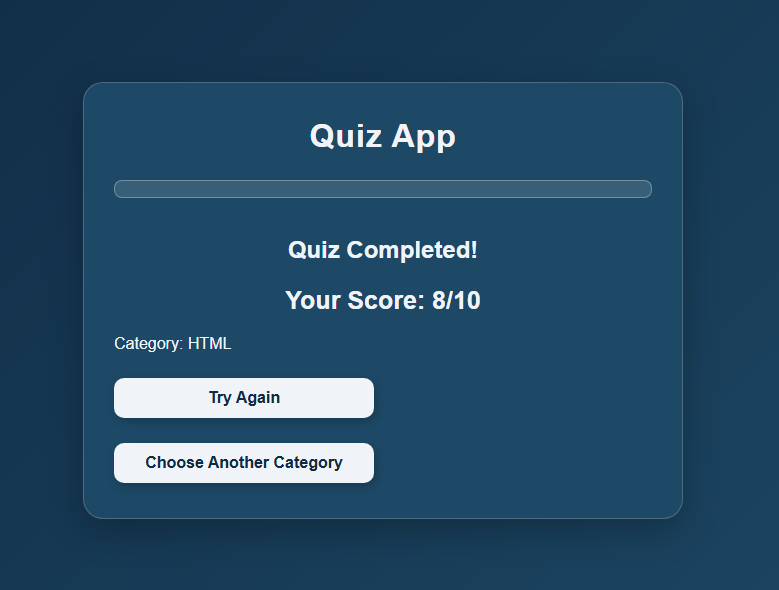 Quiz App
Quiz Completed!
Your Score: 8/10
Category: HTML
Try Again
Choose Another Category